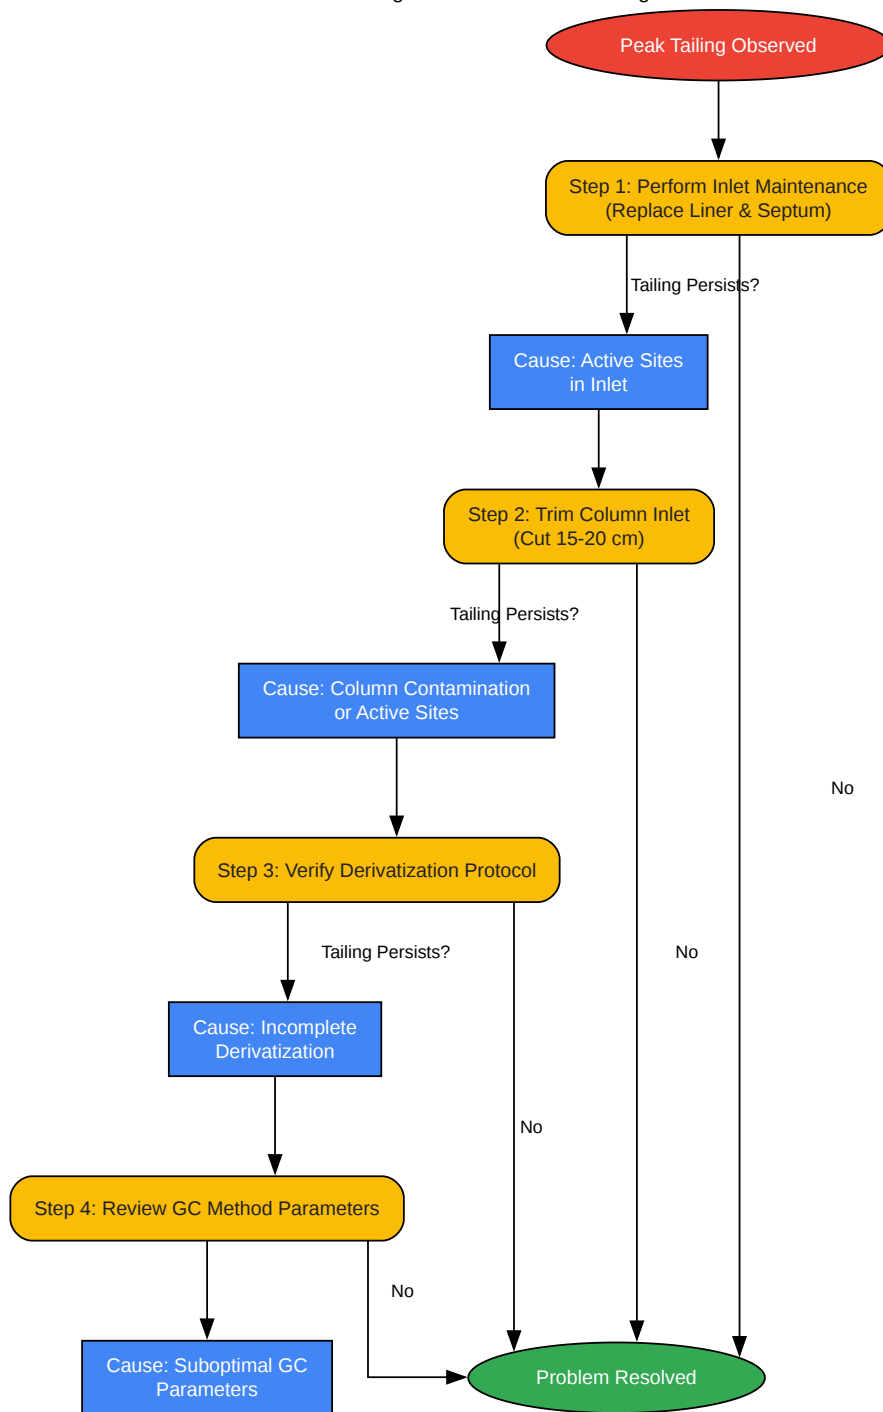 Peak Tailing Observed
Step 1: Perform Inlet Maintenance
(Replace Liner & Septum)
Tailing Persists?
Cause: Active Sites
in Inlet
Step 2: Trim Column Inlet
(Cut 15-20 cm)
Tailing Persists?
Cause: Column Contamination
or Active Sites
No
Step 3: Verify Derivatization Protocol
Tailing Persists?
No
Cause: Incomplete
Derivatization
No
Step 4: Review GC Method Parameters
No
Cause: Suboptimal GC
Parameters
Problem Resolved